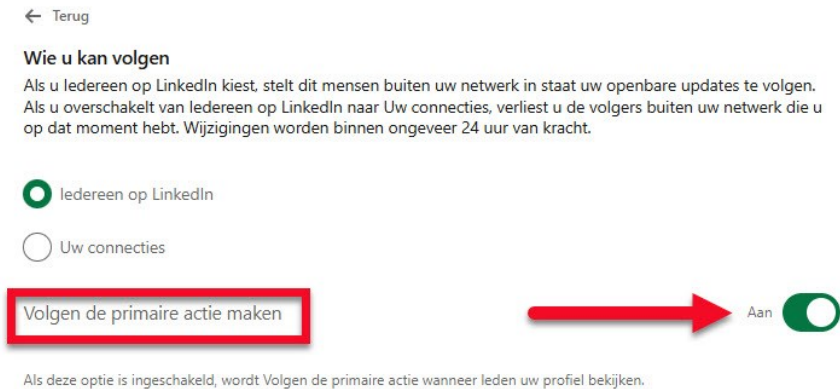 Terug
Wie u kan volgen
Als u Iedereen op LinkedIn kiest, stelt dit mensen buiten uw netwerk in staat uw openbare updates te volgen.
Als u overschakelt van Iedereen op LinkedIn naar Uw connecties, verliest u de volgers buiten uw netwerk die u
op dat moment hebt. Wijzigingen worden binnen ongeveer 24 uur van kracht.
Iedereen op LinkedIn
Uw connecties
Volgen de primaire actie maken Aan
Als deze optie is ingeschakeld, wordt Volgen de primaire actie wanneer leden uw profiel bekijken.